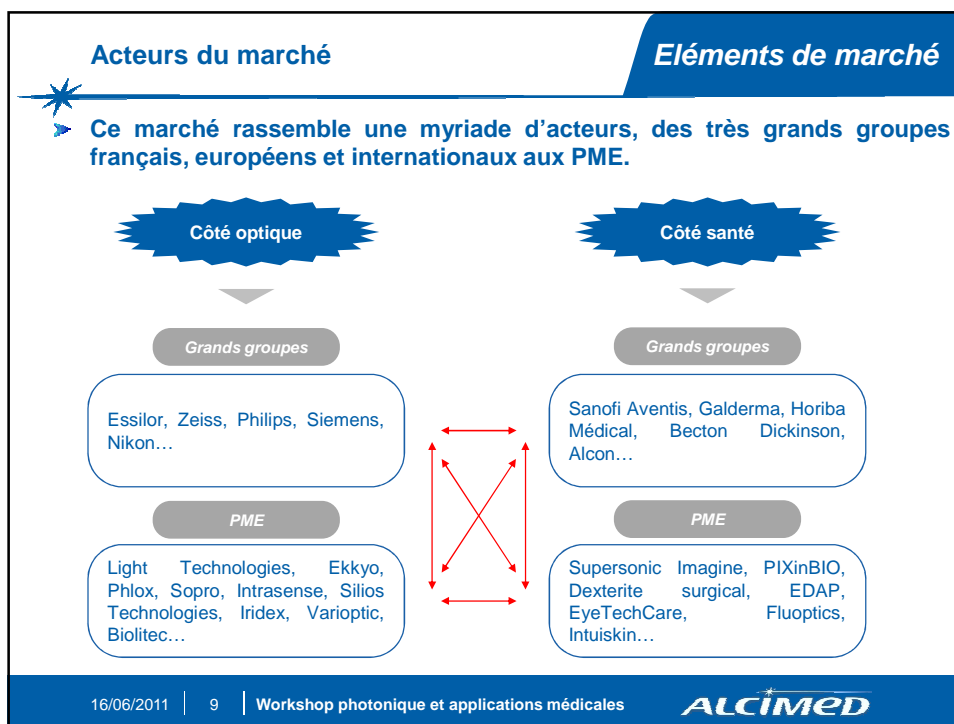 Acteurs du marché
Eléments de marché
Ce marché rassemble une myriade d'acteurs, des très grands groupes
français, européens et internationaux aux PME.
Côté optique
Côté santé
Grands groupes
Grands groupes
Essilor, Zeiss, Philips, Siemens,
Nikon…
Sanofi Aventis, Galderma, Horiba
Médical, Becton Dickinson,
Alcon…
PME
PME
Light Technologies, Ekkyo,
Phlox, Sopro, Intrasense, Silios
Technologies, Iridex, Varioptic,
Biolitec…
Supersonic Imagine, PIXinBIO,
Dexterite surgical, EDAP,
EyeTechCare, Fluoptics,
Intuiskin…
16/06/2011 9 Workshop photonique et applications médicales ALCIMED